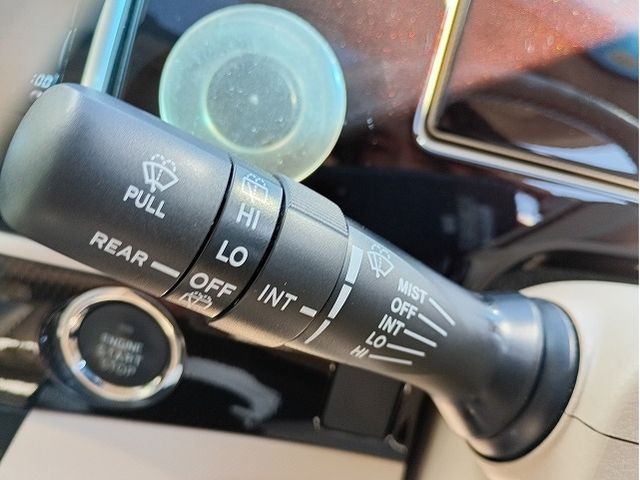 PULL
REAR
HI
LO
OFF
INT
MIST
OFF
INT
LO
HI
ENGINE
START
STOP